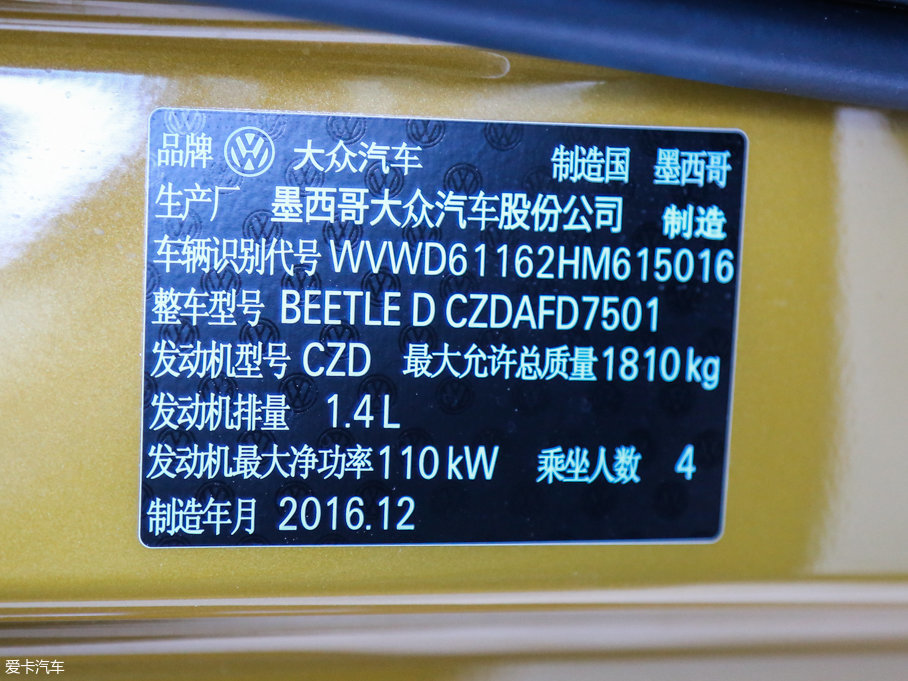 品牌 大众汽车 制造国 墨西哥
生产厂 墨西哥大众汽车股份公司 制造
车辆识别代号 WVWD61162HM615016
整车型号 BEETLE D CZDAFD7501
发动机型号 CZD 最大允许总质量 1810 kg
发动机排量 1.4 L
发动机最大净功率 110 kW 乘坐人数 4
制造年月 2016.12
爱卡汽车